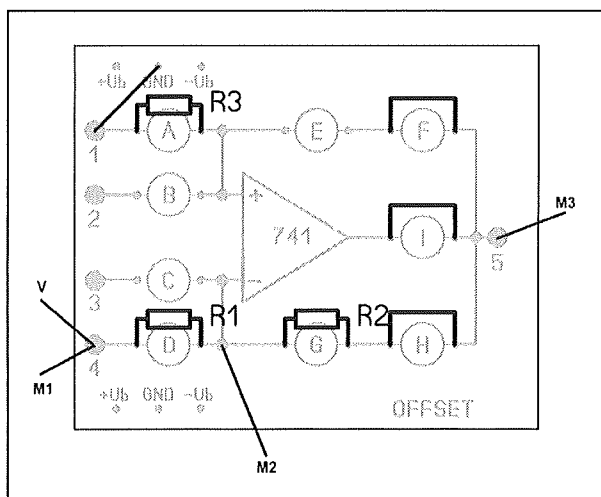 +Ub GND -Ub
R3
A E F
1
B
2
+
741 I M3
5
C
-
3
V R1 R2
D G H
4
M1
+Ub GND -Ub OFFSET
M2